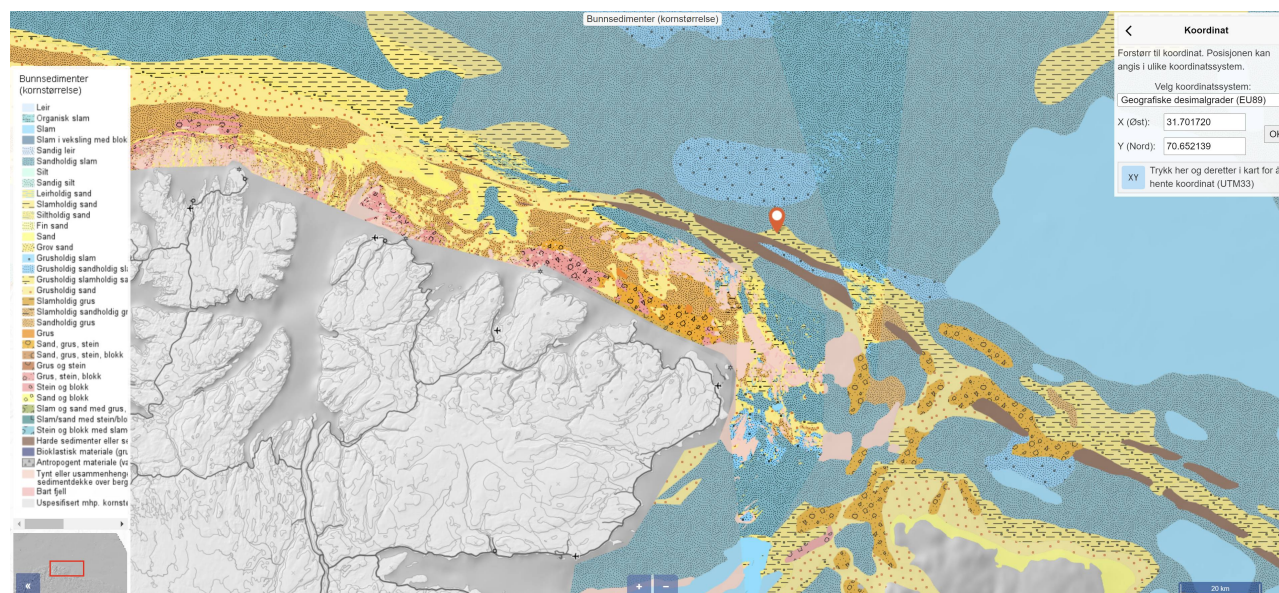 Bunnsedimenter (kornstørrelse)
Koordinat
Forstørr til koordinat. Posisjonen kan
angis i ulike koordinatssystem.
Velg koordinatssystem:
Geografiske desimalgrader (EU89)
X (Øst): 31.701720
Y (Nord): 70.652139
XY Trykk her og deretter i kart for å
hente koordinat (UTM33)
Bunnsedimenter
(kornstørrelse)
Leir
Organisk slam
Slam
Slam i veksling med blok
Sandig leir
Sandholdig slam
Silt
Sandig silt
Leirholdig sand
Slamholdig sand
Siltholdig sand
Fin sand
Sand
Grov sand
Grusholdig slam
Grusholdig sandholdig sl
Grusholdig slamholdig sa
Grusholdig sand
Slamholdig grus
Slamholdig sandholdig gr
Sandholdig grus
Grus
Sand, grus, stein
Sand, grus, stein, blokk
Grus og stein
Grus, stein, blokk
Stein og blokk
Sand og blokk
Slam og sand med grus,
Slam/sand med stein/blo
Stein og blokk med slam
Harde sedimenter eller se
Bioklastisk materiale (gru
Antropogent materiale (va
Tynt eller usammenhenge
sedimentdekke over berg
Bart fjell
Uspesifisert mhp. kornstø
«
+ −
20 km